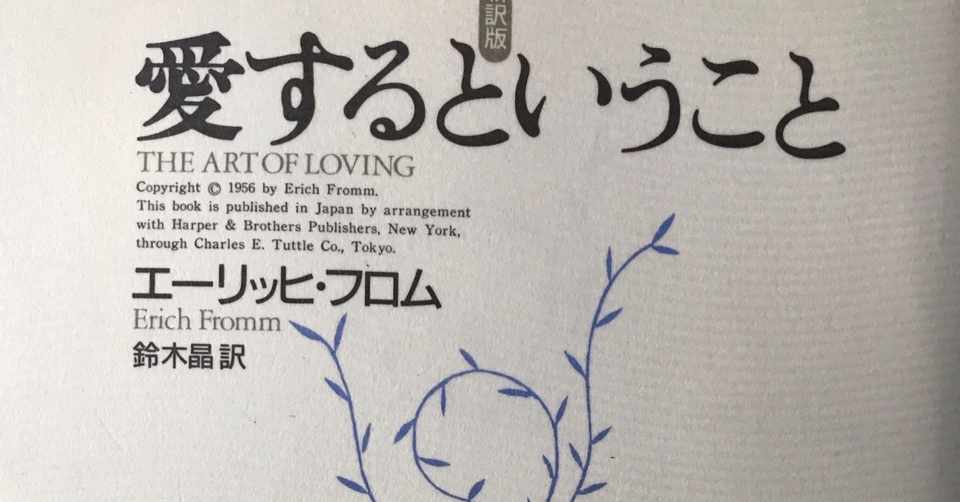 訳版
愛するということ
THE ART OF LOVING
Copyright © 1956 by Erich Fromm.
This book is published in Japan by arrangement
with Harper & Brothers Publishers, New York,
through Charles E. Tuttle Co., Tokyo.
エーリッヒ・フロム
Erich Fromm
鈴木晶 訳